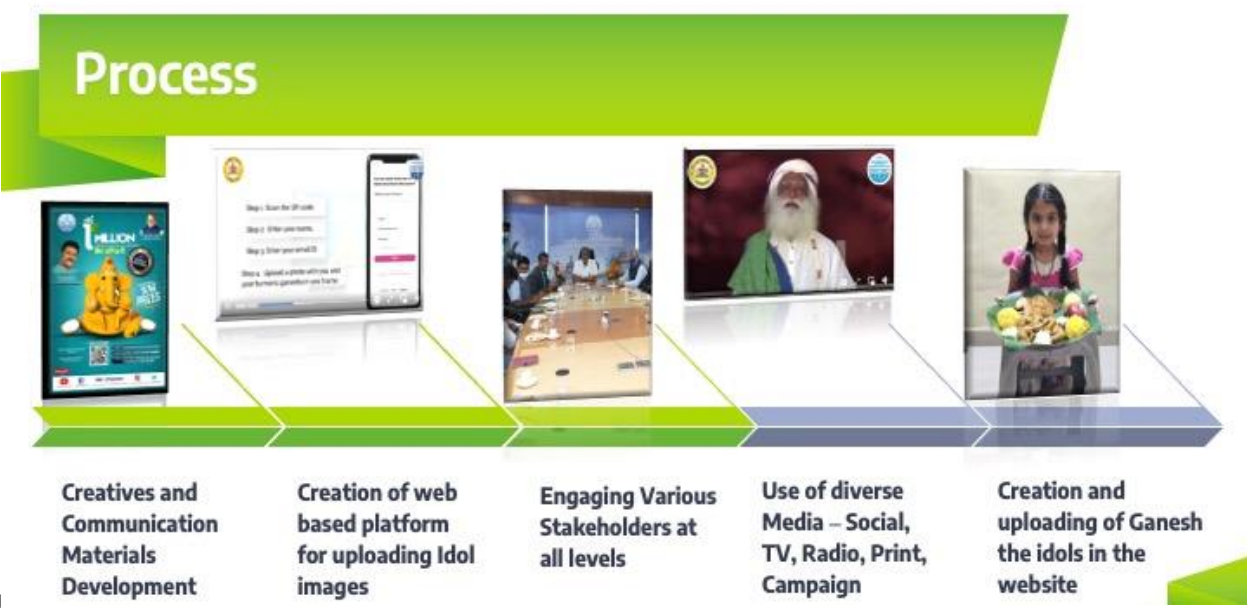 Process
MILLION
Step 1: Scan the QR code
Step 2: Enter your name,
Step 3: Enter your email ID
Creatives and
Communication
Materials
Development
Creation of web
based platform
for uploading Idol
images
Engaging Various
Stakeholders at
all levels
Use of diverse
Media – Social,
TV, Radio, Print,
Campaign
Creation and
uploading of Ganesh
the idols in the
website